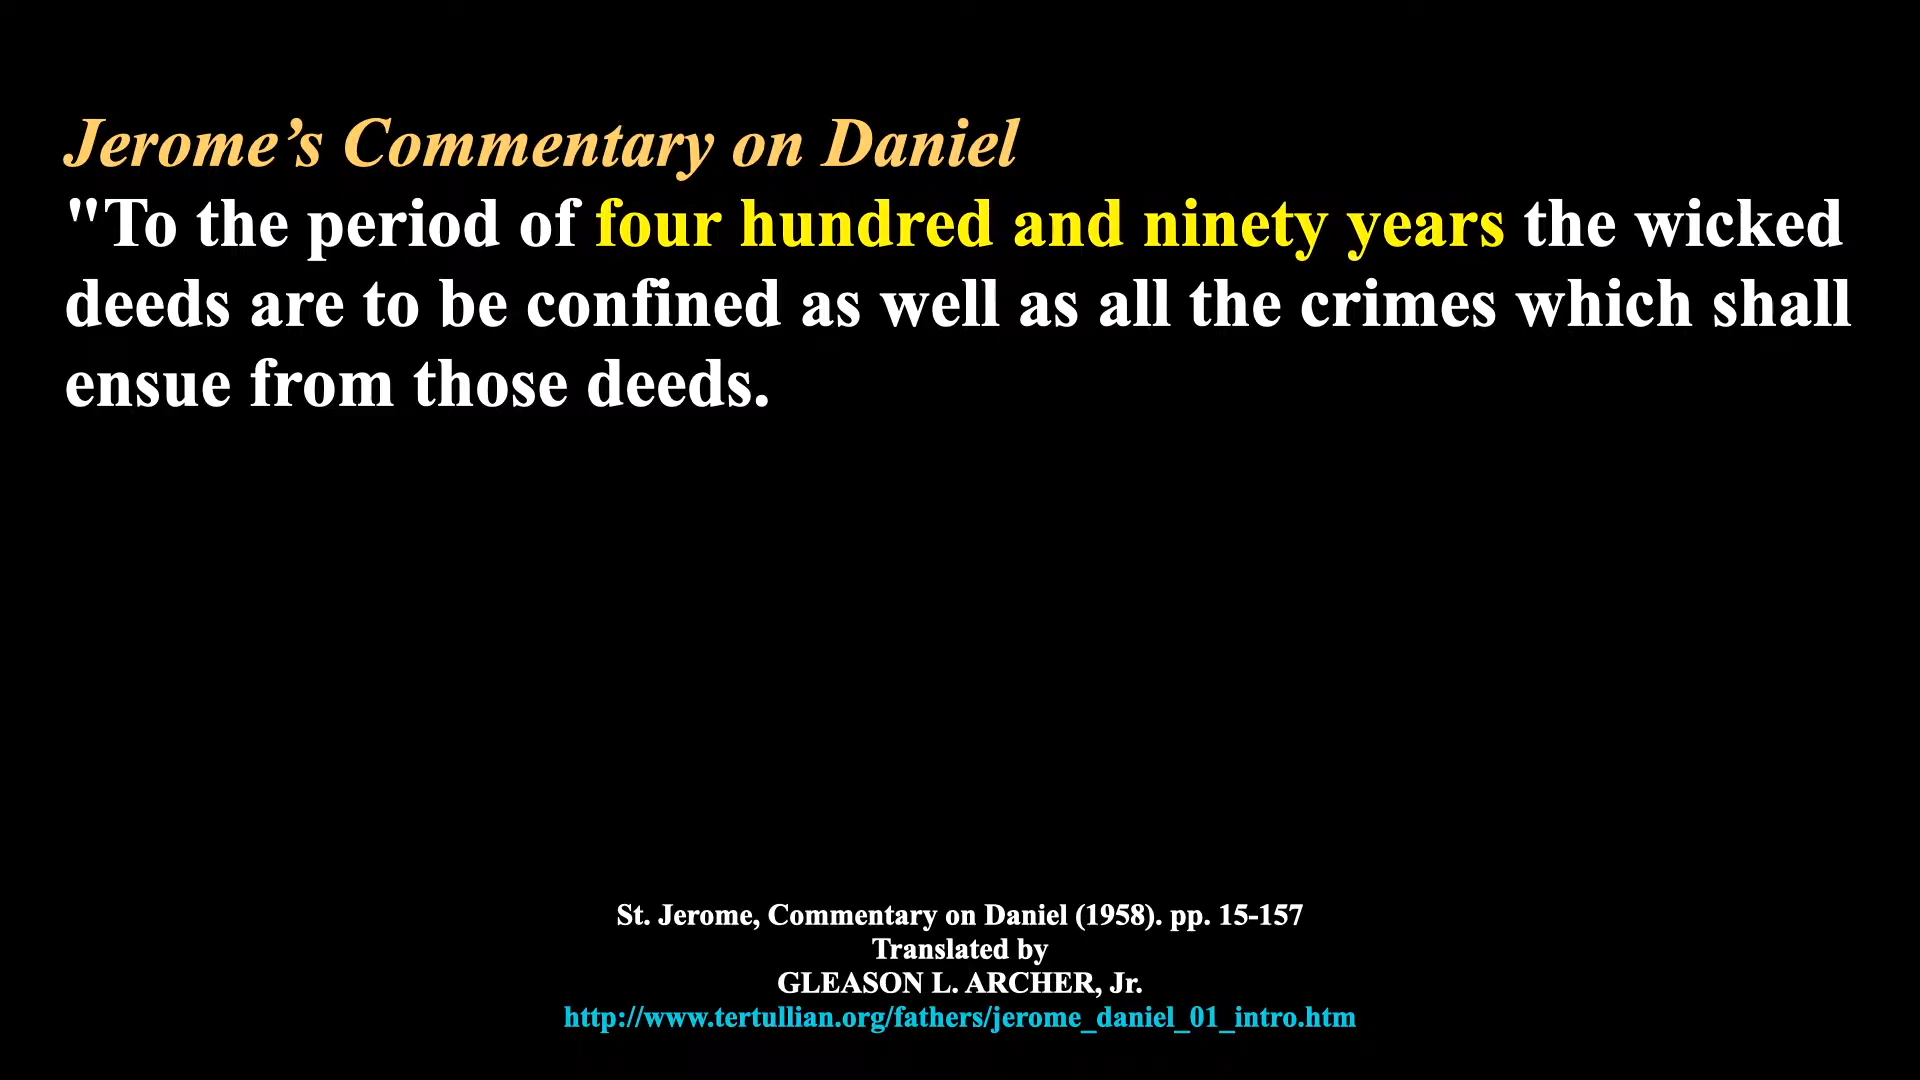 Jerome’s Commentary on Daniel
"To the period of four hundred and ninety years the wicked
deeds are to be confined as well as all the crimes which shall
ensue from those deeds.
St. Jerome, Commentary on Daniel (1958). pp. 15-157
Translated by
GLEASON L. ARCHER, Jr.
http://www.tertullian.org/fathers/jerome_daniel_01_intro.htm